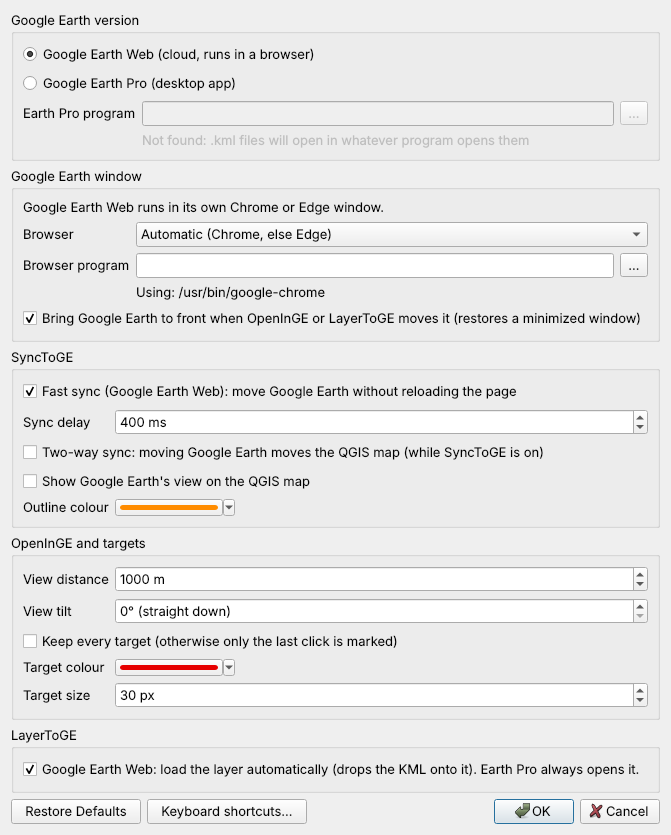 Google Earth version
Google Earth Web (cloud, runs in a browser)
Google Earth Pro (desktop app)
Earth Pro program
...
Not found: .kml files will open in whatever program opens them
Google Earth window
Google Earth Web runs in its own Chrome or Edge window.
Browser Automatic (Chrome, else Edge)
Browser program
...
Using: /usr/bin/google-chrome
Bring Google Earth to front when OpenInGE or LayerToGE moves it (restores a minimized window)
SyncToGE
Fast sync (Google Earth Web): move Google Earth without reloading the page
Sync delay 400 ms
Two-way sync: moving Google Earth moves the QGIS map (while SyncToGE is on)
Show Google Earth's view on the QGIS map
Outline colour
OpenInGE and targets
View distance 1000 m
View tilt 0° (straight down)
Keep every target (otherwise only the last click is marked)
Target colour
Target size 30 px
LayerToGE
Google Earth Web: load the layer automatically (drops the KML onto it). Earth Pro always opens it.
Restore Defaults Keyboard shortcuts... OK Cancel